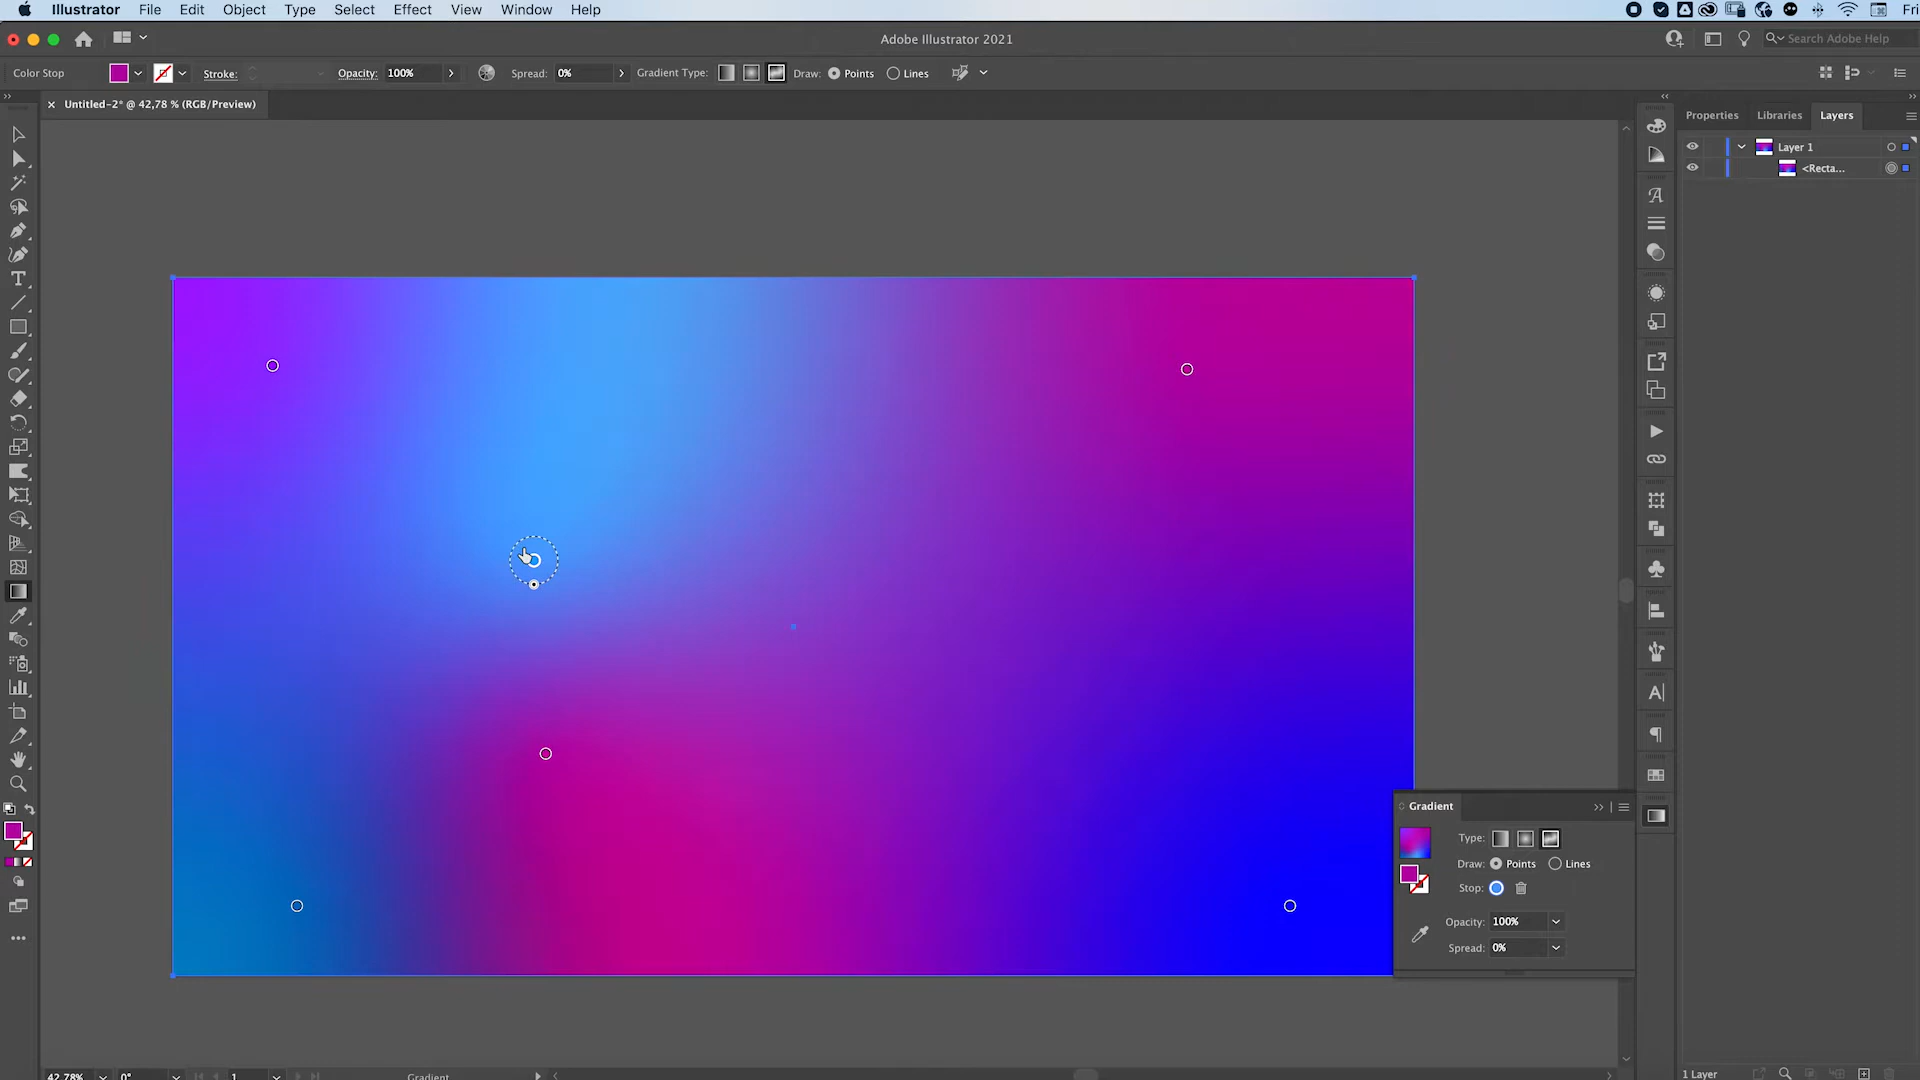 Illustrator File Edit Object Type Select Effect View Window Help Fri
Adobe Illustrator 2021
Search Adobe Help
Color Stop Stroke: Opacity: 100% Spread: 0% Gradient Type: Draw: Points Lines
Untitled-2* @ 42,78 % (RGB/Preview)
Properties Libraries Layers
Layer 1
<Recta...
Gradient
Type:
Draw: Points Lines
Stop:
Opacity: 100%
Spread: 0%
42,78% 0° 1 Gradient
1 Layer